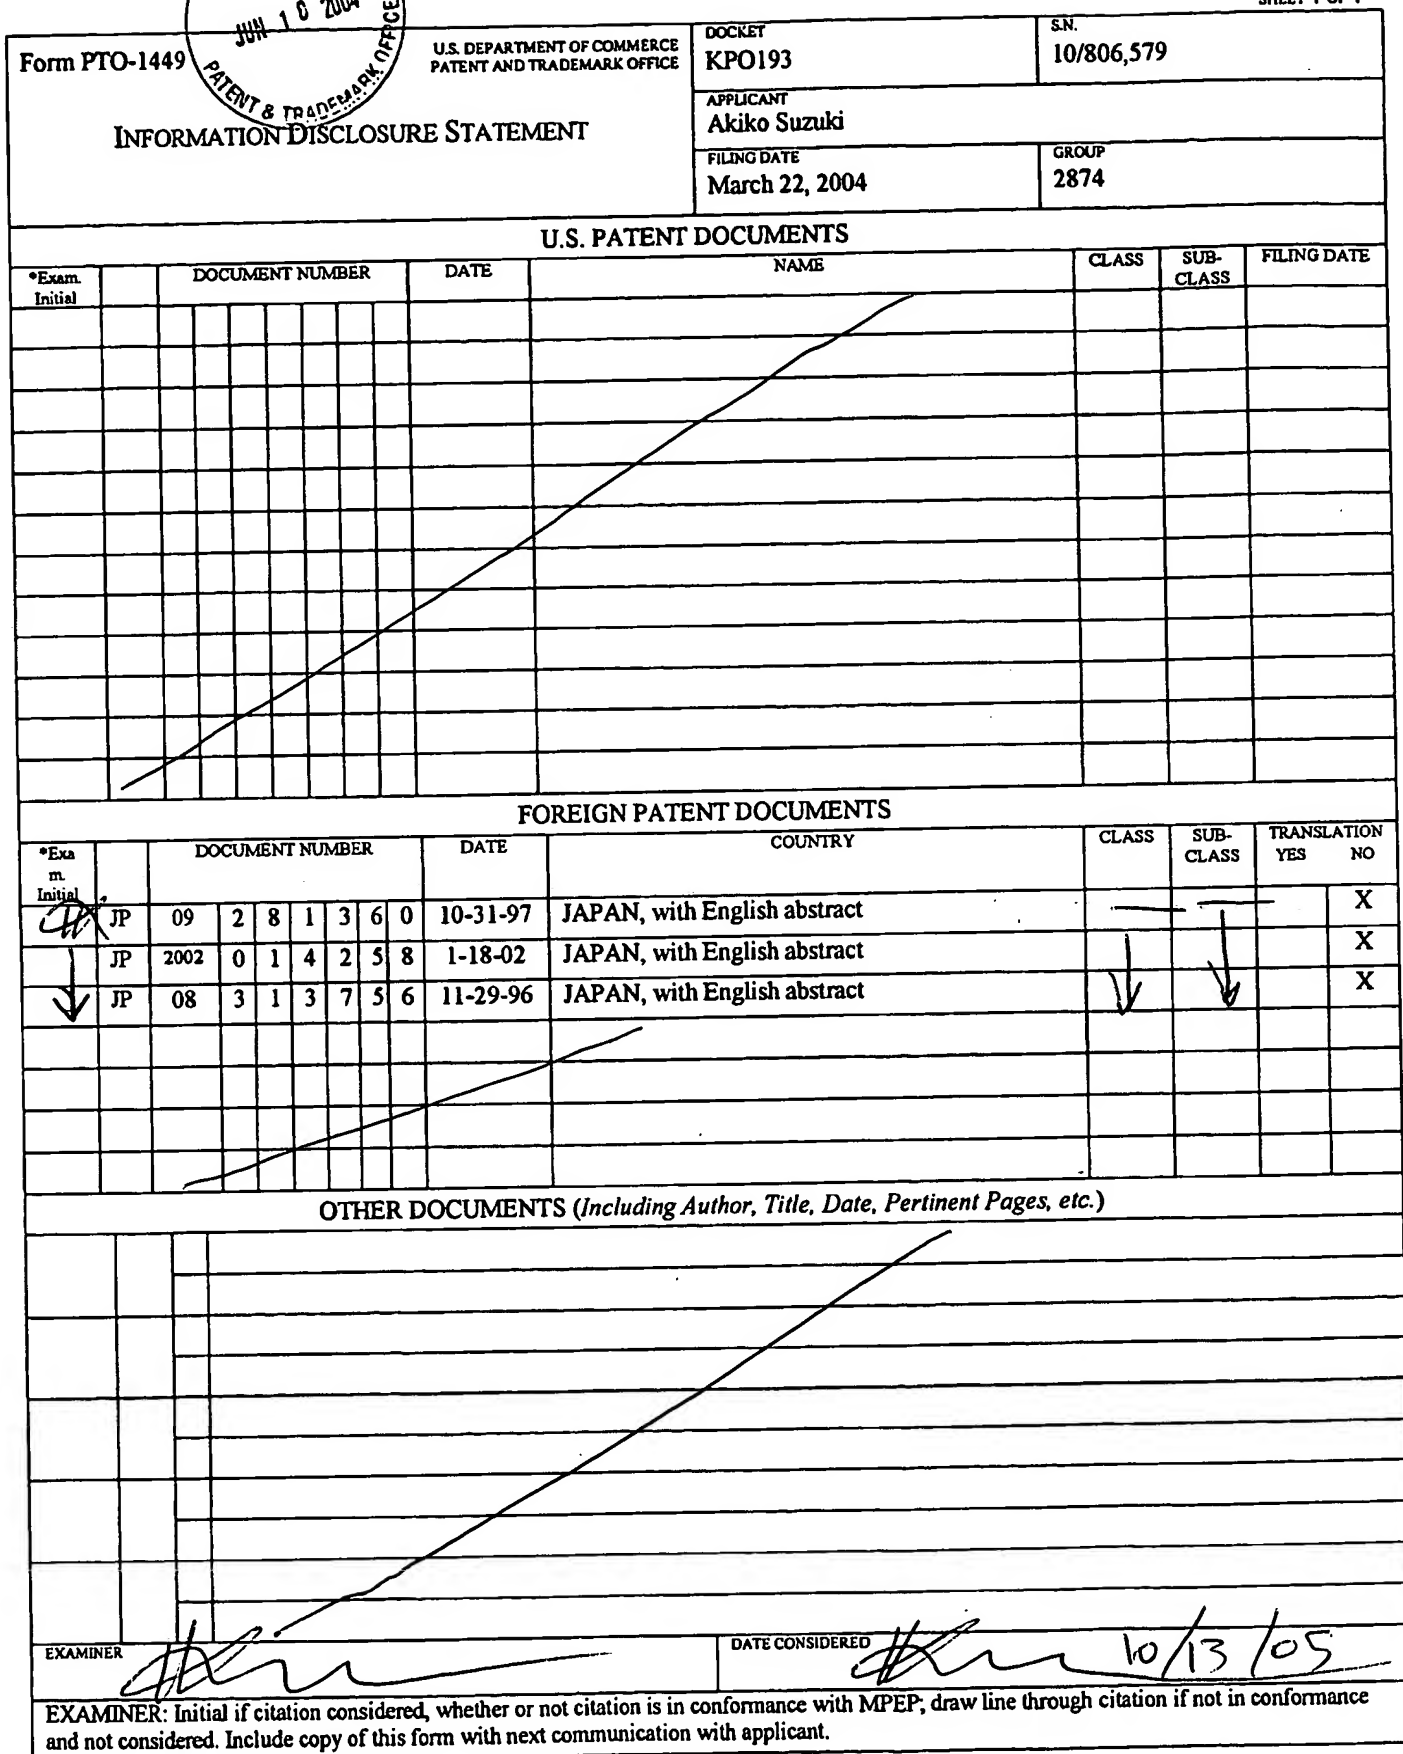 JUN 10 2004
PATENT & TRADEMARK OFFICE
Form PTO-1449
U.S. DEPARTMENT OF COMMERCE
PATENT AND TRADEMARK OFFICE
INFORMATION DISCLOSURE STATEMENT
DOCKET
KPO193
S.N.
10/806,579
APPLICANT
Akiko Suzuki
FILING DATE
March 22, 2004
GROUP
2874
U.S. PATENT DOCUMENTS
*Exam. Initial DOCUMENT NUMBER DATE NAME CLASS SUB-CLASS FILING DATE
FOREIGN PATENT DOCUMENTS
*Exa m. Initial DOCUMENT NUMBER DATE COUNTRY CLASS SUB-CLASS TRANSLATION YES NO
JP 09 2 8 1 3 6 0 10-31-97 JAPAN, with English abstract X
JP 2002 0 1 4 2 5 8 1-18-02 JAPAN, with English abstract X
JP 08 3 1 3 7 5 6 11-29-96 JAPAN, with English abstract X
OTHER DOCUMENTS (Including Author, Title, Date, Pertinent Pages, etc.)
EXAMINER
DATE CONSIDERED 10/13/05
EXAMINER: Initial if citation considered, whether or not citation is in conformance with MPEP; draw line through citation if not in conformance
and not considered. Include copy of this form with next communication with applicant.